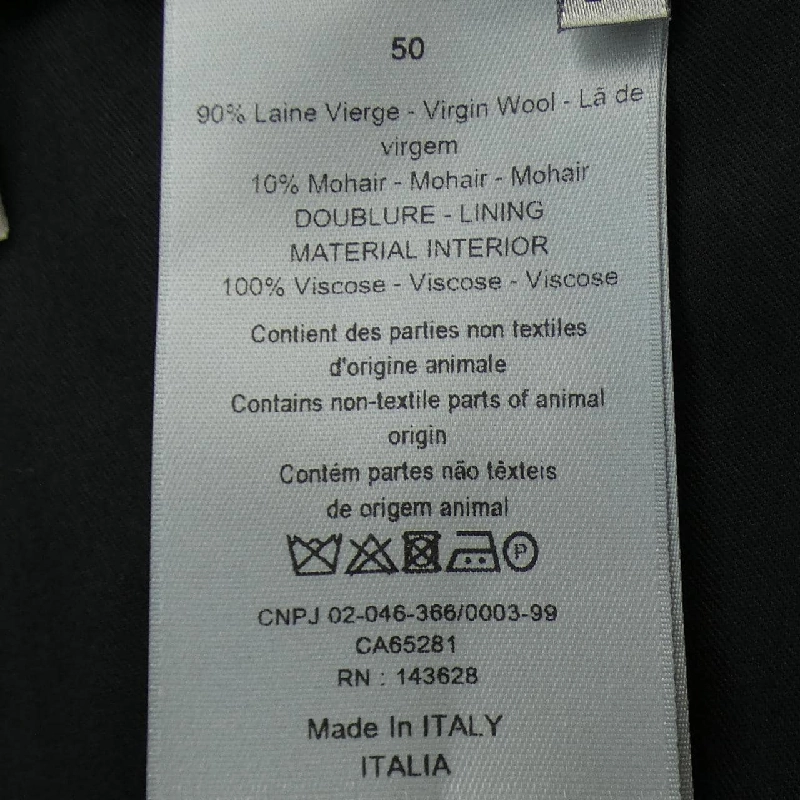 50
90% Laine Vierge - Virgin Wool - Lã de
virgem
10% Mohair - Mohair - Mohair
DOUBLURE - LINING
MATERIAL INTERIOR
100% Viscose - Viscose - Viscose
Contient des parties non textiles
d'origine animale
Contains non-textile parts of animal
origin
Contém partes não têxteis
de origem animal
P
CNPJ 02-046-366/0003-99
CA65281
RN : 143628
Made In ITALY
ITALIA